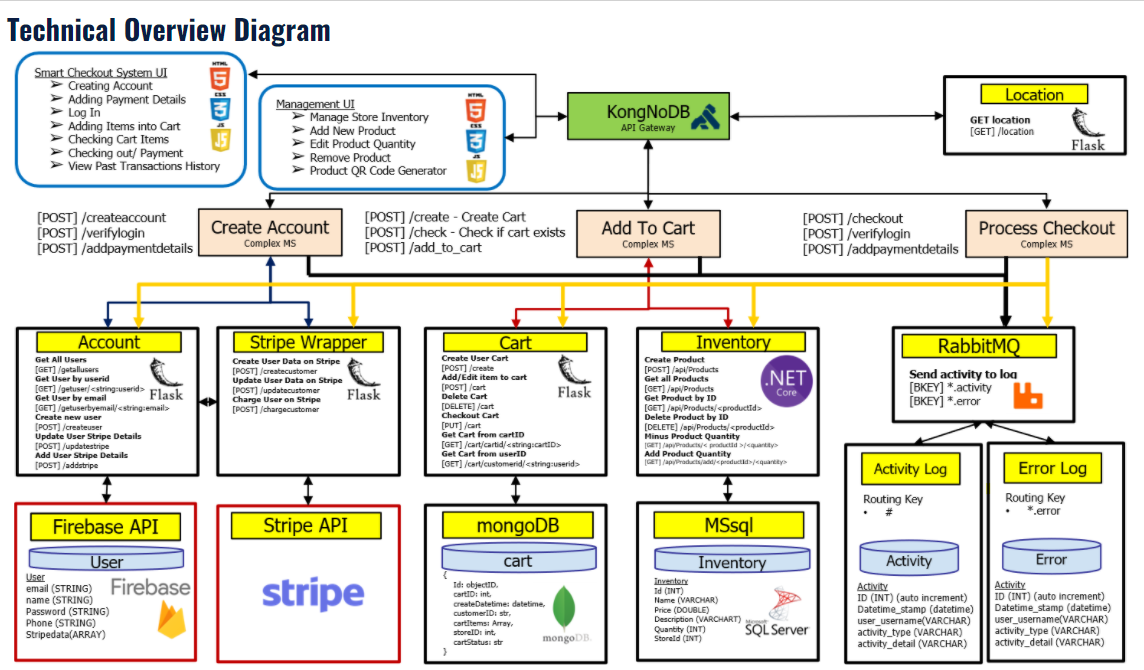 Technical Overview Diagram
Smart Checkout System UI
➢ Creating Account
➢ Adding Payment Details
➢ Log In
➢ Adding Items into Cart
➢ Checking Cart Items
➢ Checking out/ Payment
➢ View Past Transactions History
HTML
5
CSS
3
JS
JS
Management UI
➢ Manage Store Inventory
➢ Add New Product
➢ Edit Product Quantity
➢ Remove Product
➢ Product QR Code Generator
HTML
5
CSS
3
JS
JS
KongNoDB
API Gateway
Location
GET location
[GET] /location
Flask
[POST] /createaccount
[POST] /verifylogin
[POST] /addpaymentdetails
Create Account
Complex MS
[POST] /create - Create Cart
[POST] /check - Check if cart exists
[POST] /add_to_cart
Add To Cart
Complex MS
[POST] /checkout
[POST] /verifylogin
[POST] /addpaymentdetails
Process Checkout
Complex MS
Account
Get All Users
[GET] /getallusers
Get User by userid
[GET] /getuser/<string:userid>
Get User by email
[GET] /getuserbyemail/<string:email>
Create new user
[POST] /createuser
Update User Stripe Details
[POST] /updatestripe
Add User Stripe Details
[POST] /addstripe
Flask
Stripe Wrapper
Create User Data on Stripe
[POST] /createcustomer
Update User Data on Stripe
[POST] /updatecustomer
Charge User on Stripe
[POST] /chargecustomer
Flask
Cart
Create User Cart
[POST] /create
Add/Edit item to cart
[POST] /cart
Delete Cart
[DELETE] /cart
Checkout Cart
[PUT] /cart
Get Cart from cartID
[GET] /cart/cartid/<string:cartID>
Get Cart from userID
[GET] /cart/customerid/<string:userid>
Flask
Inventory
Create Product
[POST] /api/Products
Get all Products
[GET] /api/Products
Get Product by ID
[GET] /api/Products/<productId>
Delete Product by ID
[DELETE] /api/Products/<productId>
Minus Product Quantity
[GET] /api/Products/< productId >/<quantity>
Add Product Quantity
[GET] /api/Products/add/<productId>/<quantity>
.NET
Core
RabbitMQ
Send activity to log
[BKEY] *.activity
[BKEY] *.error
Activity Log
Routing Key
• #
Activity
Activity
ID (INT) (auto increment)
Datetime_stamp (datetime)
user_username(VARCHAR)
activity_type (VARCHAR)
activity_detail (VARCHAR)
Error Log
Routing Key
• *.error
Error
Activity
ID (INT) (auto increment)
Datetime_stamp (datetime)
user_username(VARCHAR)
activity_type (VARCHAR)
activity_detail (VARCHAR)
Firebase API
User
User
email (STRING)
name (STRING)
Password (STRING)
Phone (STRING)
Stripedata(ARRAY)
Firebase
Stripe API
stripe
mongoDB
cart
{
Id: objectID,
cartID: int,
createDatetime: datetime,
customerID: str,
cartItems: Array,
storeID: int,
cartStatus: str
}
mongoDB.
MSsql
Inventory
Inventory
Id (INT)
Name (VARCHAR)
Price (DOUBLE)
Description (VARCHART)
Quantity (INT)
StoreId (INT)
Microsoft
SQL Server